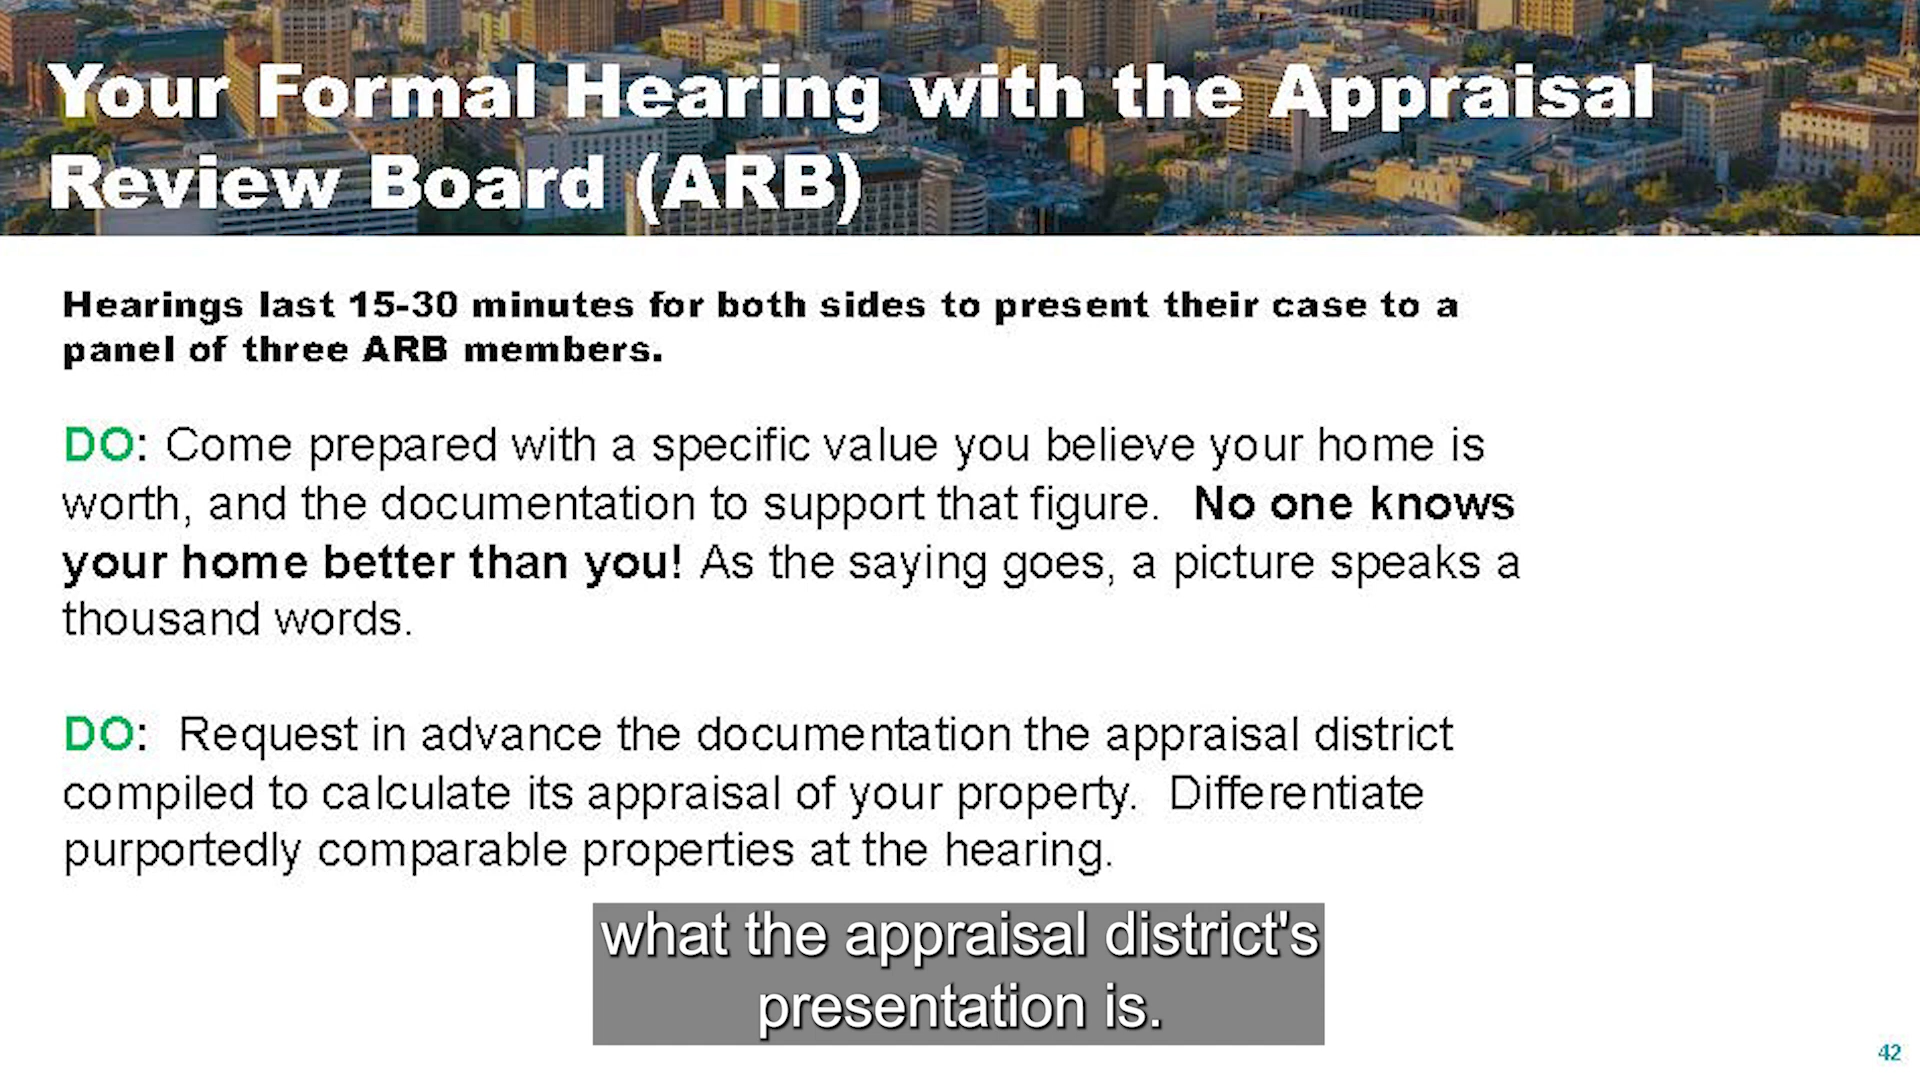 Your Formal Hearing with the Appraisal
Review Board (ARB)
Hearings last 15-30 minutes for both sides to present their case to a
panel of three ARB members.
DO: Come prepared with a specific value you believe your home is
worth, and the documentation to support that figure.  No one knows
your home better than you! As the saying goes, a picture speaks a
thousand words.
DO:  Request in advance the documentation the appraisal district
compiled to calculate its appraisal of your property.  Differentiate
purportedly comparable properties at the hearing.
what the appraisal district's
presentation is.
42